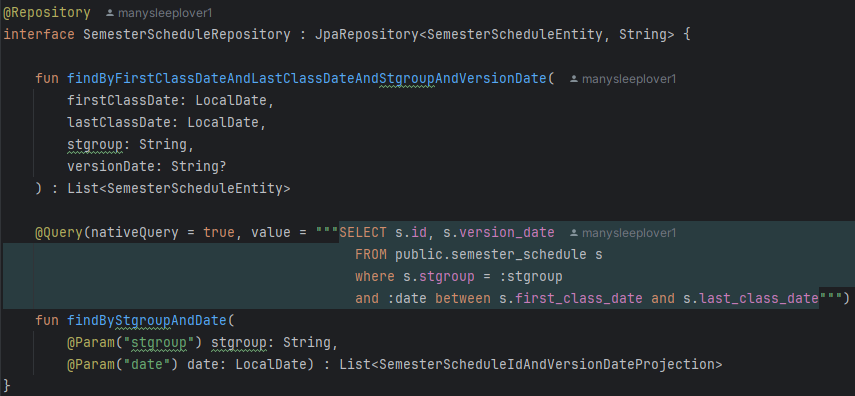 @Repository manysleeplover1
interface SemesterScheduleRepository : JpaRepository<SemesterScheduleEntity, String> {
fun findByFirstClassDateAndLastClassDateAndStgroupAndVersionDate( manysleeplover1
firstClassDate: LocalDate,
lastClassDate: LocalDate,
stgroup: String,
versionDate: String?
) : List<SemesterScheduleEntity>
@Query(nativeQuery = true, value = """SELECT s.id, s.version_date manysleeplover1
FROM public.semester_schedule s
where s.stgroup = :stgroup
and :date between s.first_class_date and s.last_class_date""")
fun findByStgroupAndDate(
@Param("stgroup") stgroup: String,
@Param("date") date: LocalDate) : List<SemesterScheduleIdAndVersionDateProjection>
}